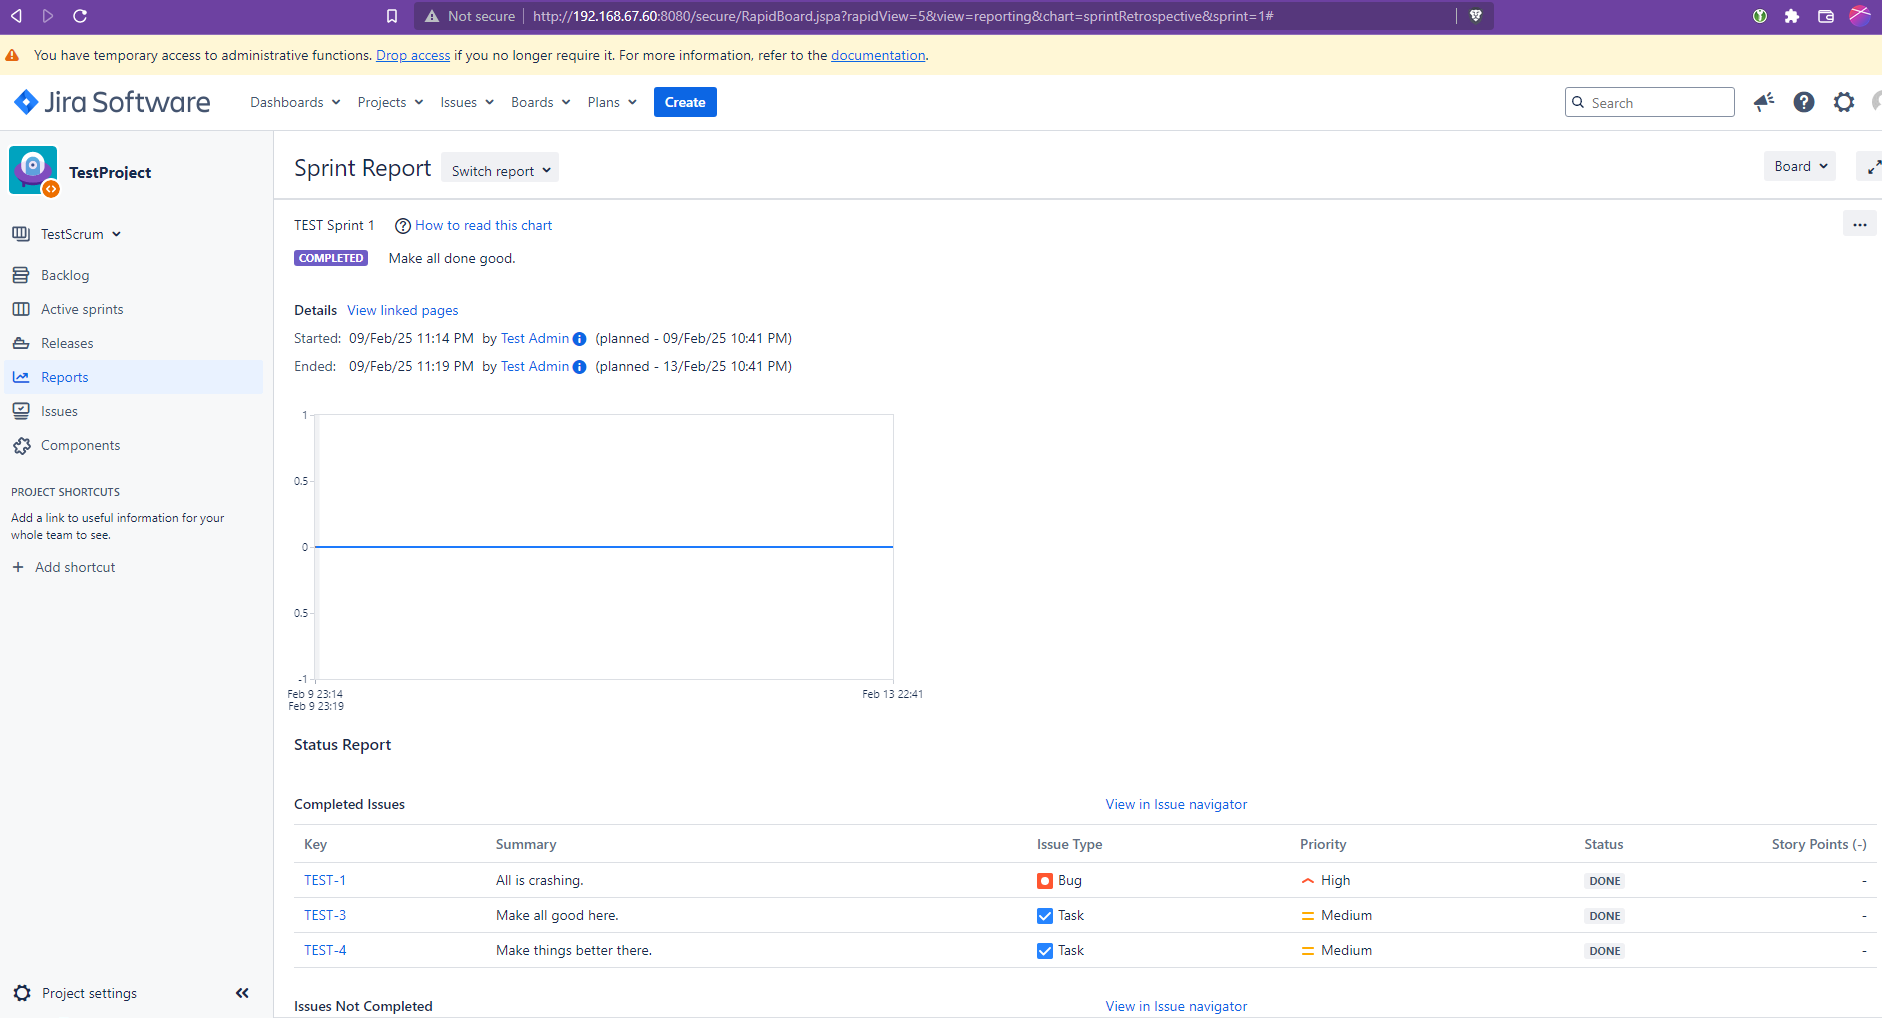 Not secure http://192.168.67.60:8080/secure/RapidBoard.jspa?rapidView=5&view=reporting&chart=sprintRetrospective&sprint=1#
You have temporary access to administrative functions. Drop access if you no longer require it. For more information, refer to the documentation.
Jira Software Dashboards Projects Issues Boards Plans Create Search
TestProject
TestScrum
Backlog
Active sprints
Releases
Reports
Issues
Components
PROJECT SHORTCUTS
Add a link to useful information for your
whole team to see.
+ Add shortcut
Project settings
Sprint Report Switch report Board
TEST Sprint 1 How to read this chart
COMPLETED Make all done good.
Details View linked pages
Started: 09/Feb/25 11:14 PM by Test Admin (planned - 09/Feb/25 10:41 PM)
Ended: 09/Feb/25 11:19 PM by Test Admin (planned - 13/Feb/25 10:41 PM)
1
0.5
0
0.5
-1
Feb 9 23:14 Feb 13 22:41
Feb 9 23:19
Status Report
Completed Issues View in Issue navigator
Key Summary Issue Type Priority Status Story Points (-)
TEST-1 All is crashing. Bug High DONE -
TEST-3 Make all good here. Task Medium DONE -
TEST-4 Make things better there. Task Medium DONE -
Issues Not Completed View in Issue navigator